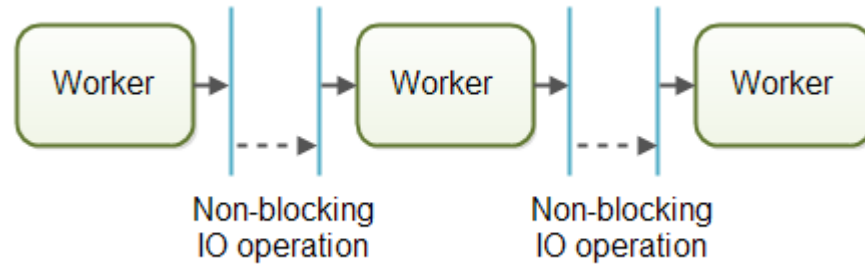 Worker
Worker
Worker
Non-blocking
IO operation
Non-blocking
IO operation